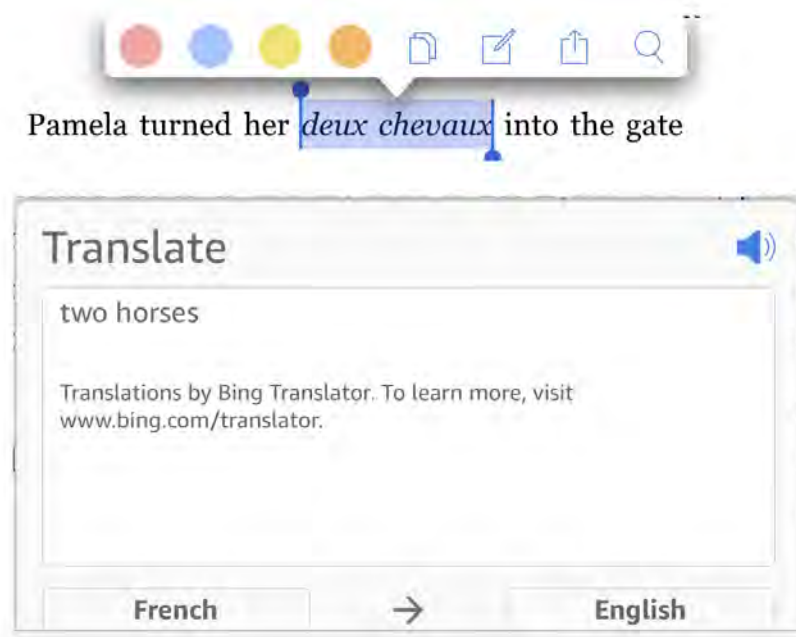 Pamela turned her deux chevaux into the gate
Translate
two horses
Translations by Bing Translator. To learn more, visit
www.bing.com/translator.
French → English